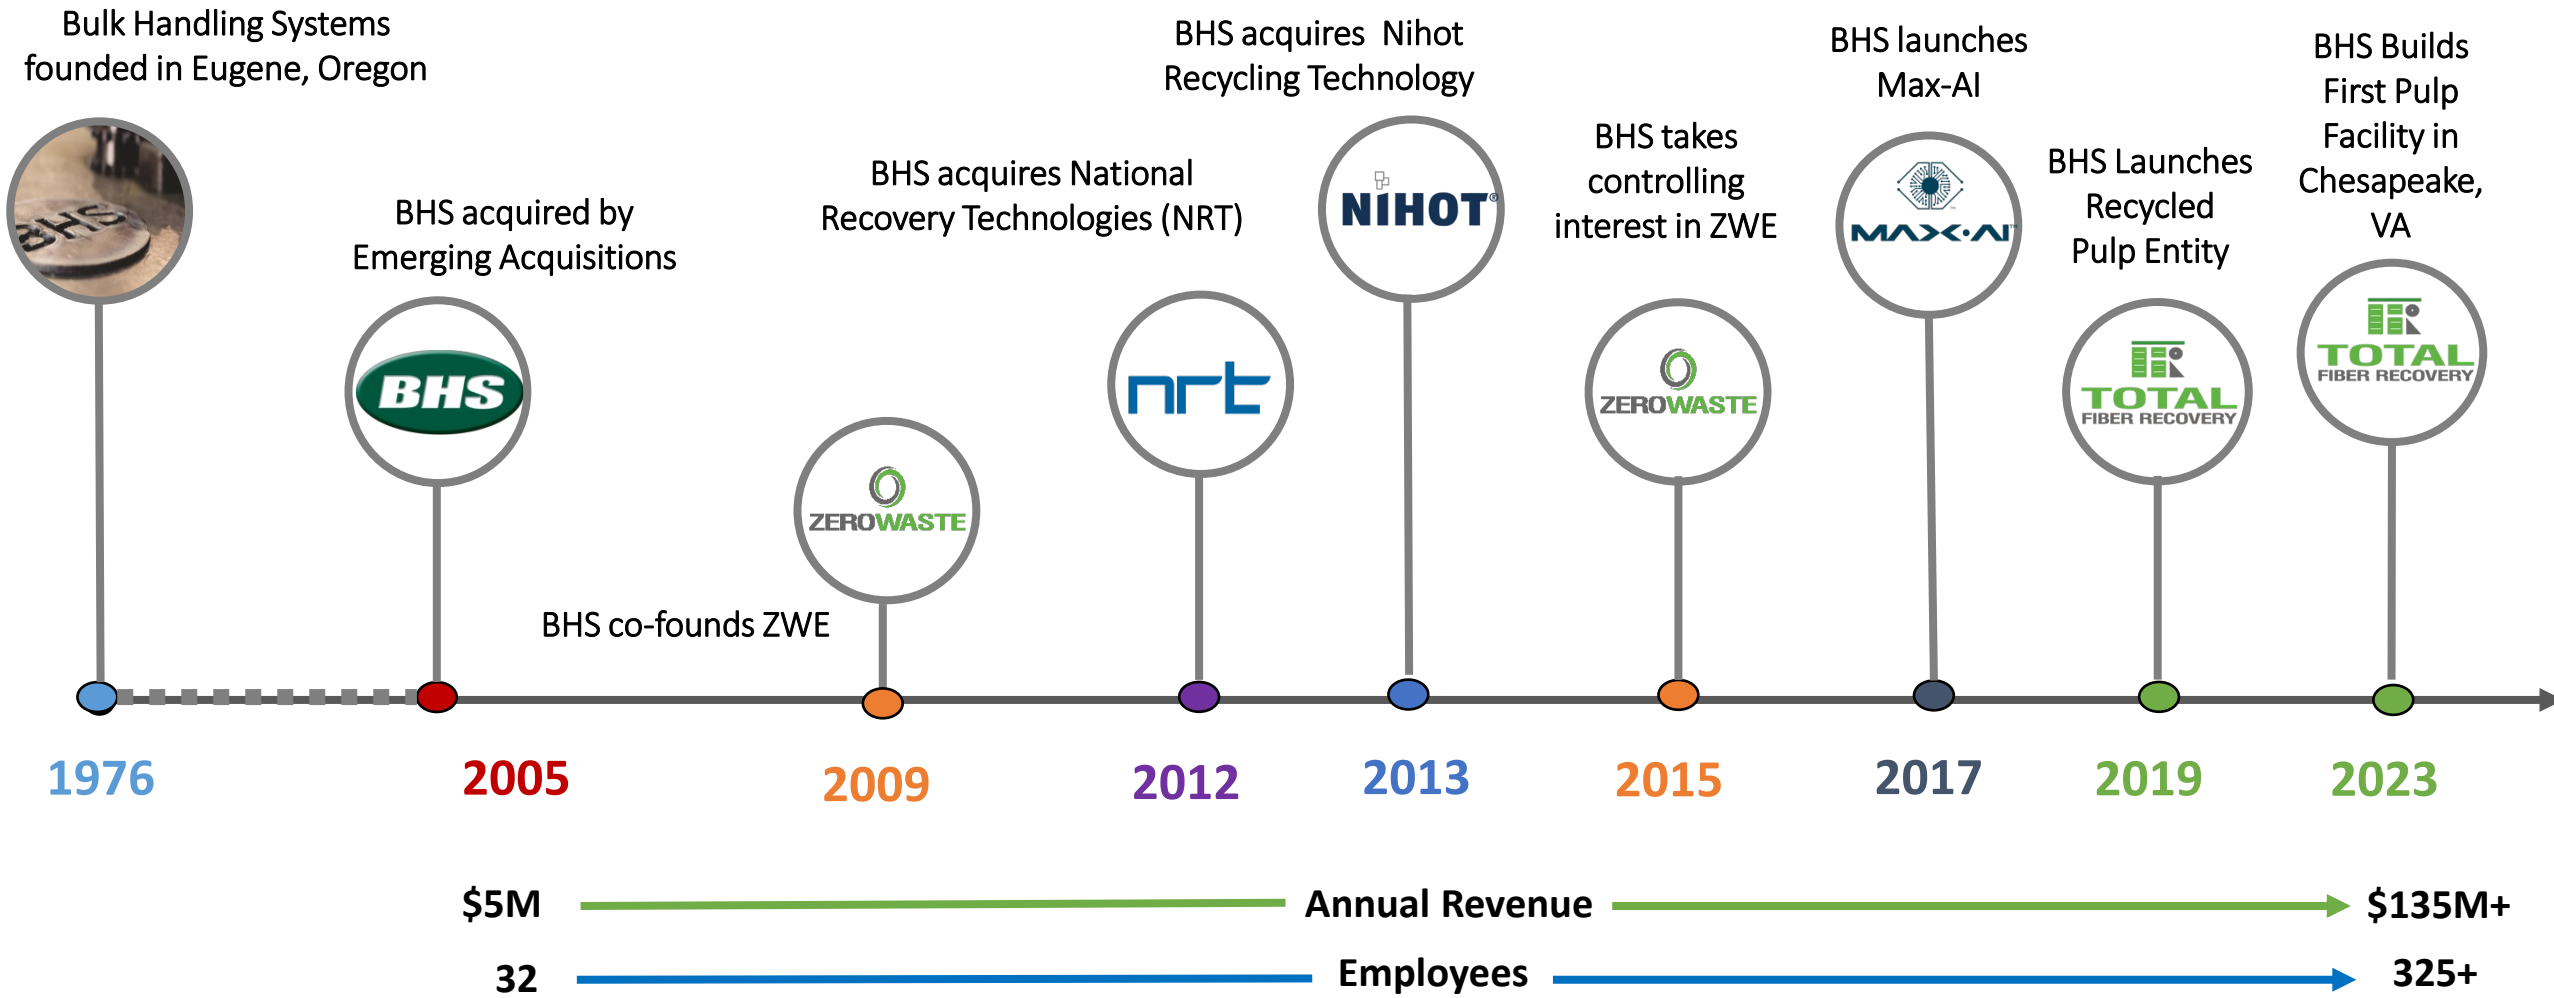 Bulk Handling Systems
founded in Eugene, Oregon
BHS
BHS acquired by
Emerging Acquisitions
BHS
BHS co-founds ZWE
ZEROWASTE
BHS acquires National
Recovery Technologies (NRT)
nrt
BHS acquires Nihot
Recycling Technology
NIHOT®
BHS takes
controlling
interest in ZWE
ZEROWASTE
BHS launches
Max-AI
MAX·AI™
BHS Launches
Recycled
Pulp Entity
TFR
TOTAL
FIBER RECOVERY
BHS Builds
First Pulp
Facility in
Chesapeake,
VA
TFR
TOTAL
FIBER RECOVERY
1976
2005
2009
2012
2013
2015
2017
2019
2023
$5M Annual Revenue $135M+
32 Employees 325+